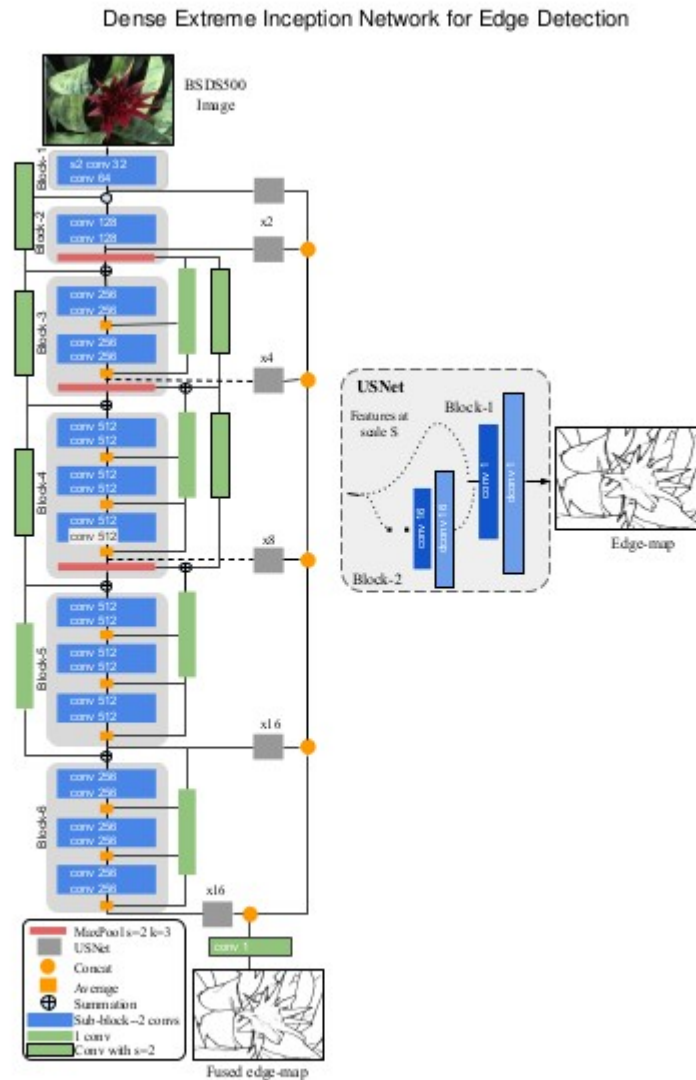 Dense Extreme Inception Network for Edge Detection
BSDS500
Image
Block-1
s2 conv 32
conv 64
Block-2
conv 128
conv 128
x2
Block-3
conv 256
conv 256
conv 256
conv 256
x4
Block-4
conv 512
conv 512
conv 512
conv 512
conv 512
conv 512
x8
Block-5
conv 512
conv 512
conv 512
conv 512
conv 512
conv 512
x16
Block-6
conv 256
conv 256
conv 256
conv 256
conv 256
conv 256
x16
conv 1
Fused edge-map
USNet
Features at
scale S
Block-1
conv 1
dconv 1
conv 16
dconv 16
Block-2
Edge-map
MaxPool s=2 k=3
USNet
Concat
Average
Summation
Sub-block--2 convs
1 conv
Conv with s=2